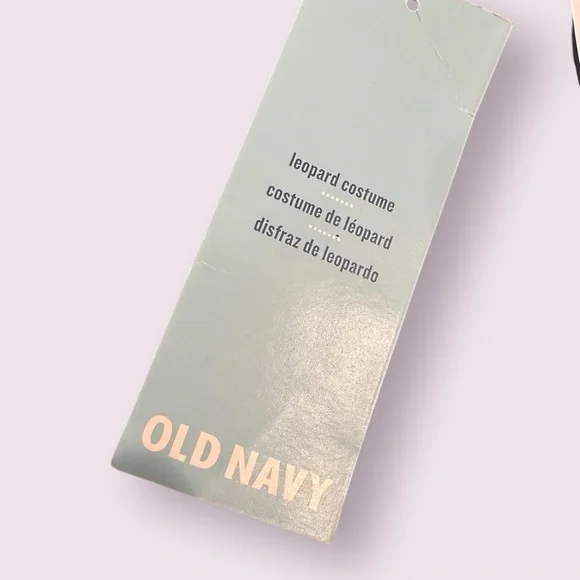 leopard costume
costume de léopard
disfraz de leopardo
OLD NAVY